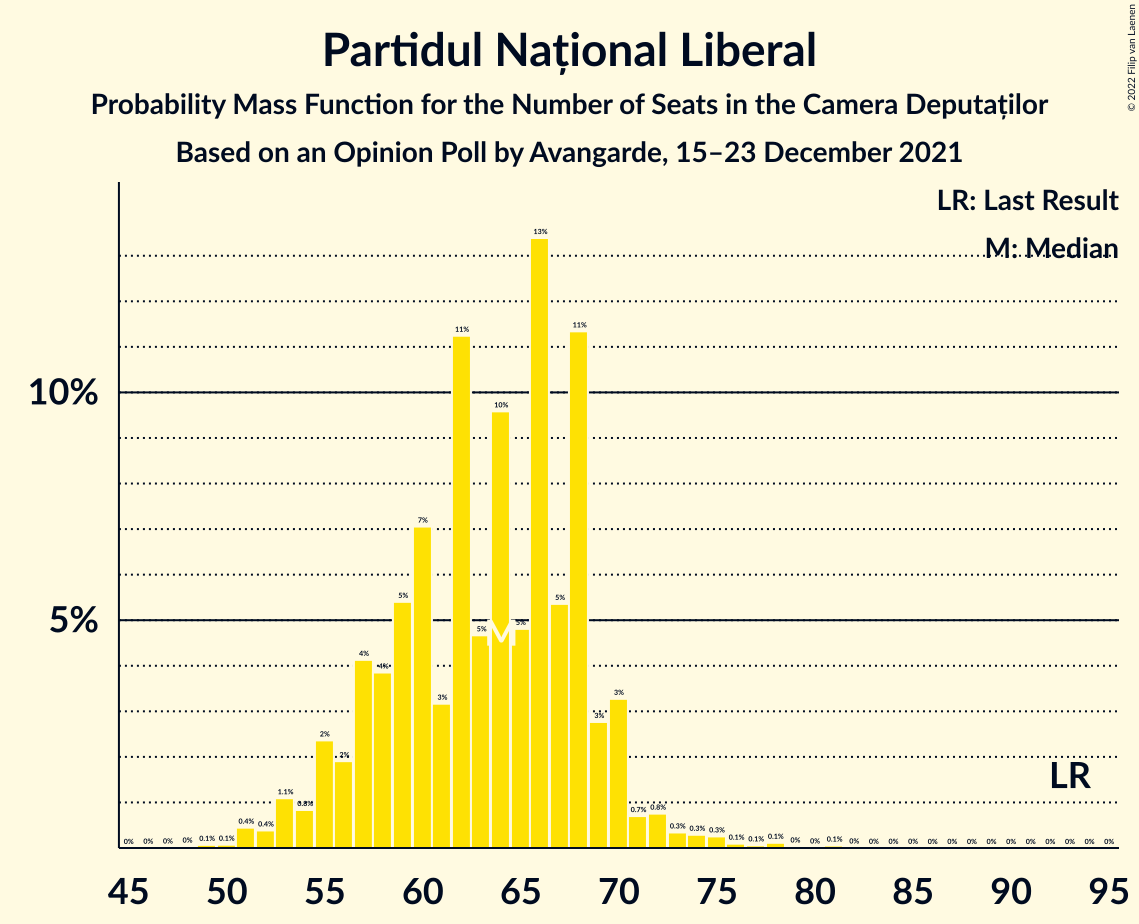 Partidul Național Liberal
Probability Mass Function for the Number of Seats in the Camera Deputaților
Based on an Opinion Poll by Avangarde, 15–23 December 2021
© 2022 Filip van Laenen
LR: Last Result
M: Median
10%
5%
0% 0% 0% 0% 0.1% 0.1% 0.4% 0.4% 1.1% 0.8% 2% 2% 4% 4% 5% 7% 3% 11% 5% 10% 5% 13% 5% 11% 3% 3% 0.7% 0.8% 0.3% 0.3% 0.3% 0.1% 0.1% 0.1% 0% 0% 0.1% 0% 0% 0% 0% 0% 0% 0% 0% 0% 0% 0% 0% 0% 0%
M
LR
45 50 55 60 65 70 75 80 85 90 95